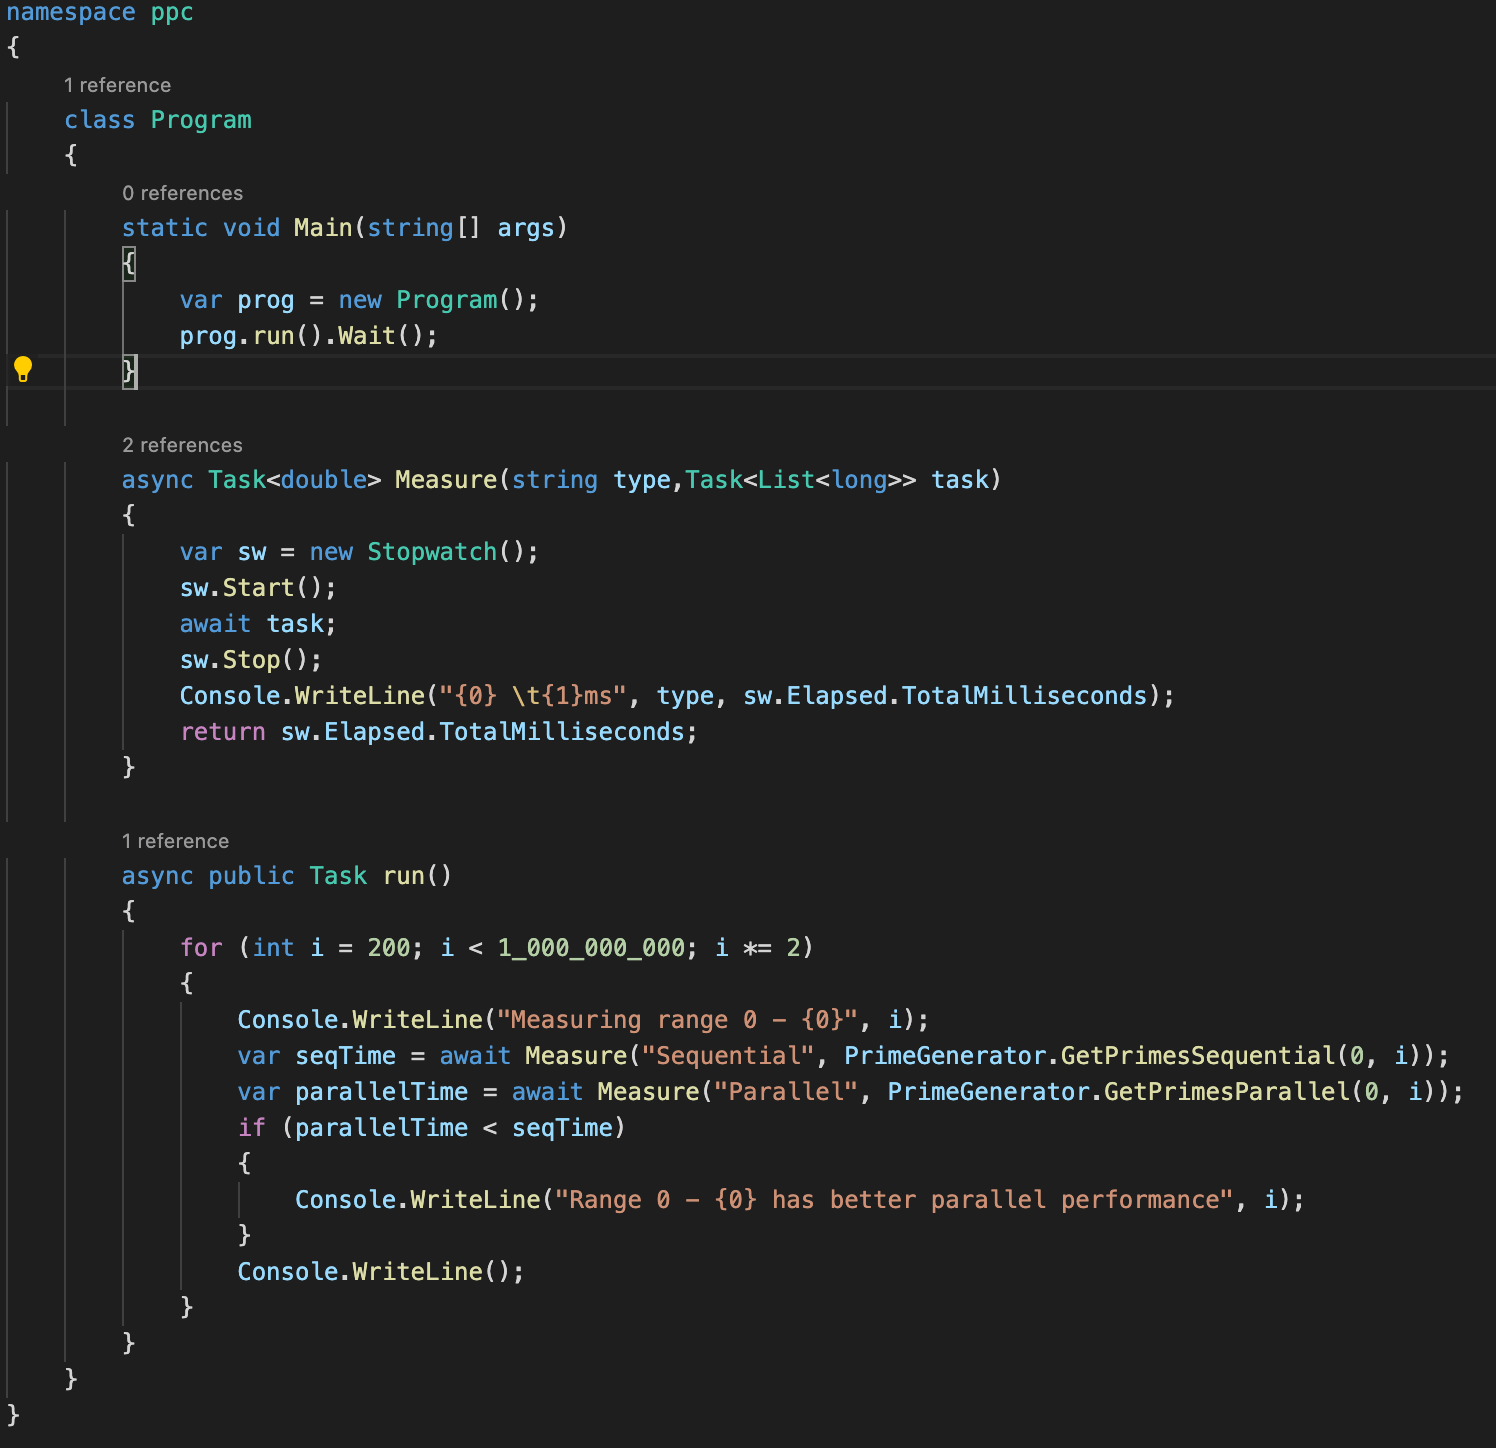 namespace ppc
{
1 reference
class Program
{
0 references
static void Main(string[] args)
{
var prog = new Program();
prog.run().Wait();
}
2 references
async Task<double> Measure(string type,Task<List<long>> task)
{
var sw = new Stopwatch();
sw.Start();
await task;
sw.Stop();
Console.WriteLine("{0} \t{1}ms", type, sw.Elapsed.TotalMilliseconds);
return sw.Elapsed.TotalMilliseconds;
}
1 reference
async public Task run()
{
for (int i = 200; i < 1_000_000_000; i *= 2)
{
Console.WriteLine("Measuring range 0 - {0}", i);
var seqTime = await Measure("Sequential", PrimeGenerator.GetPrimesSequential(0, i));
var parallelTime = await Measure("Parallel", PrimeGenerator.GetPrimesParallel(0, i));
if (parallelTime < seqTime)
{
Console.WriteLine("Range 0 - {0} has better parallel performance", i);
}
Console.WriteLine();
}
}
}
}